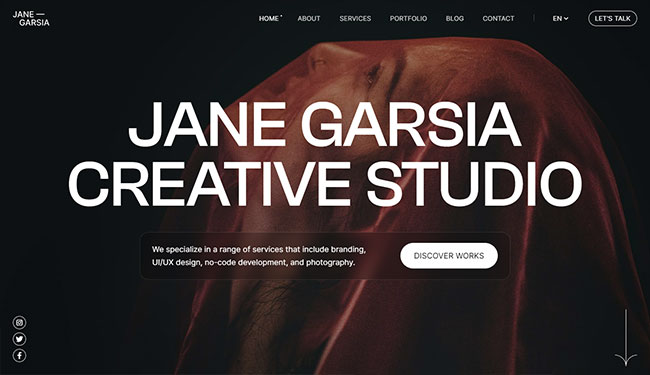 JANE —
GARSIA
HOME
ABOUT
SERVICES
PORTFOLIO
BLOG
CONTACT
EN
LET'S TALK
JANE GARSIA
CREATIVE STUDIO
We specialize in a range of services that include branding,
UI/UX design, no-code development, and photography.
DISCOVER WORKS